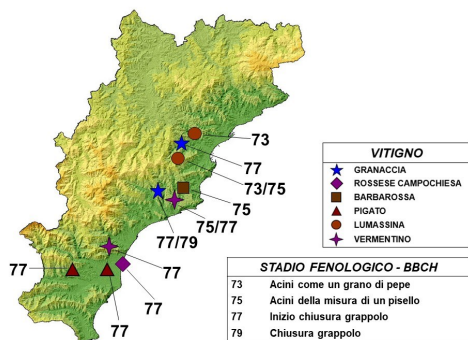 73
77
73/75
75
75/77
77/79
77
77
77
77
VITIGNO
GRANACCIA
ROSSESE CAMPOCHIESA
BARBAROSSA
PIGATO
LUMASSINA
VERMENTINO
STADIO FENOLOGICO - BBCH
73 Acini come un grano di pepe
75 Acini della misura di un pisello
77 Inizio chiusura grappolo
79 Chiusura grappolo